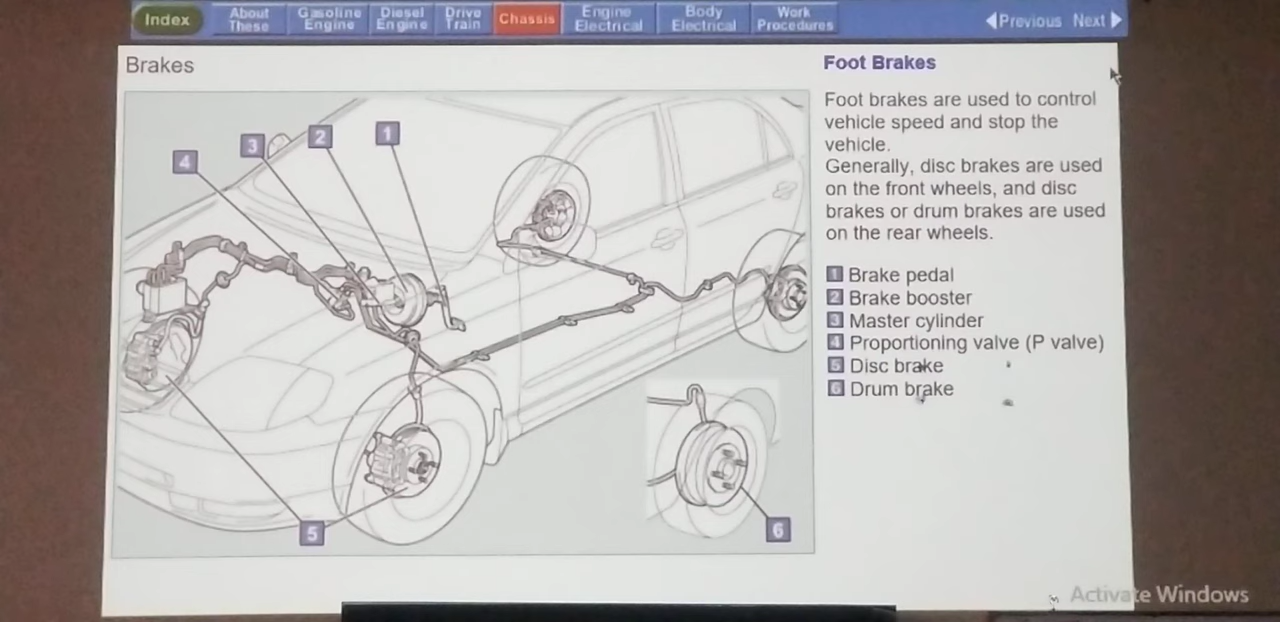 Index
About These
Gasoline Engine
Diesel Engine
Drive Train
Chassis
Engine Electrical
Body Electrical
Work Procedures
Previous Next
Brakes
1
2
3
4
5
6
Foot Brakes
Foot brakes are used to control
vehicle speed and stop the
vehicle.
Generally, disc brakes are used
on the front wheels, and disc
brakes or drum brakes are used
on the rear wheels.
1 Brake pedal
2 Brake booster
3 Master cylinder
4 Proportioning valve (P valve)
5 Disc brake
6 Drum brake
Activate Windows